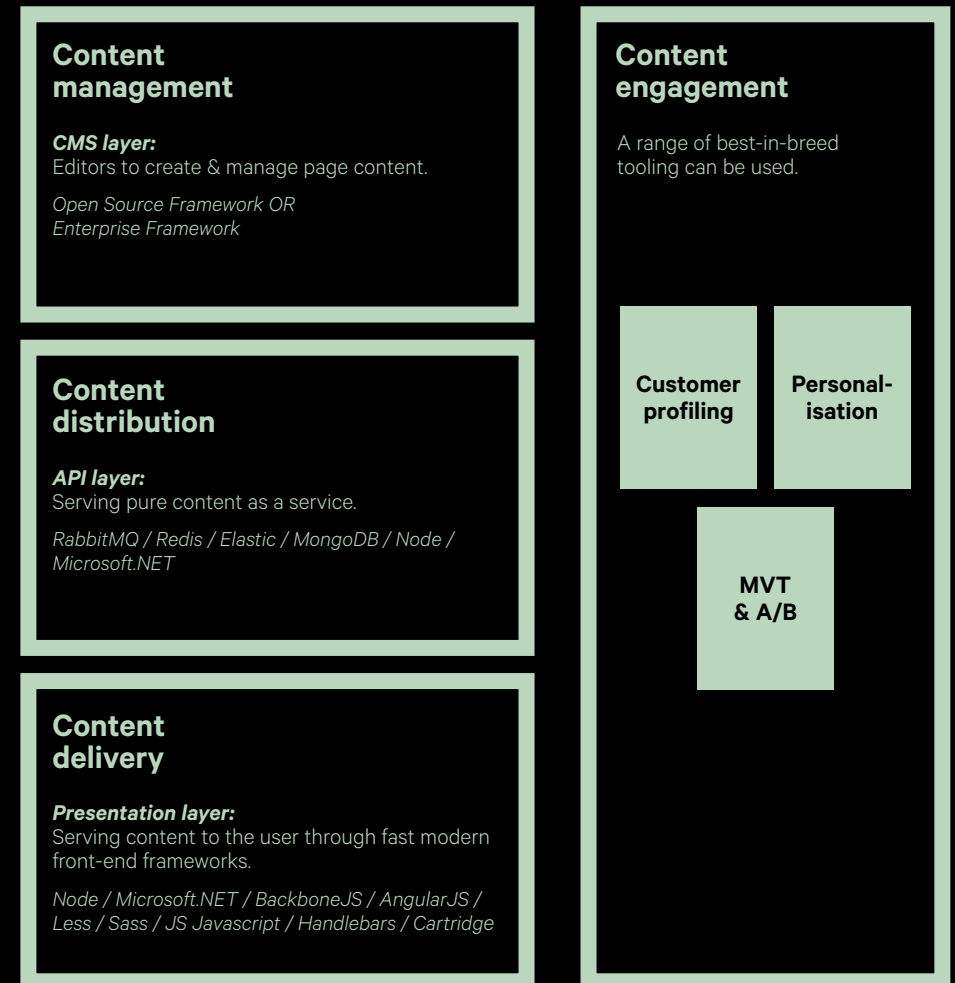 Content
management
CMS layer:
Editors to create & manage page content.
Open Source Framework OR
Enterprise Framework
Content
distribution
API layer:
Serving pure content as a service.
RabbitMQ / Redis / Elastic / MongoDB / Node /
Microsoft.NET
Content
delivery
Presentation layer:
Serving content to the user through fast modern
front-end frameworks.
Node / Microsoft.NET / BackboneJS / AngularJS /
Less / Sass / JS Javascript / Handlebars / Cartridge
Content
engagement
A range of best-in-breed
tooling can be used.
Customer
profiling
Personal-
isation
MVT
& A/B